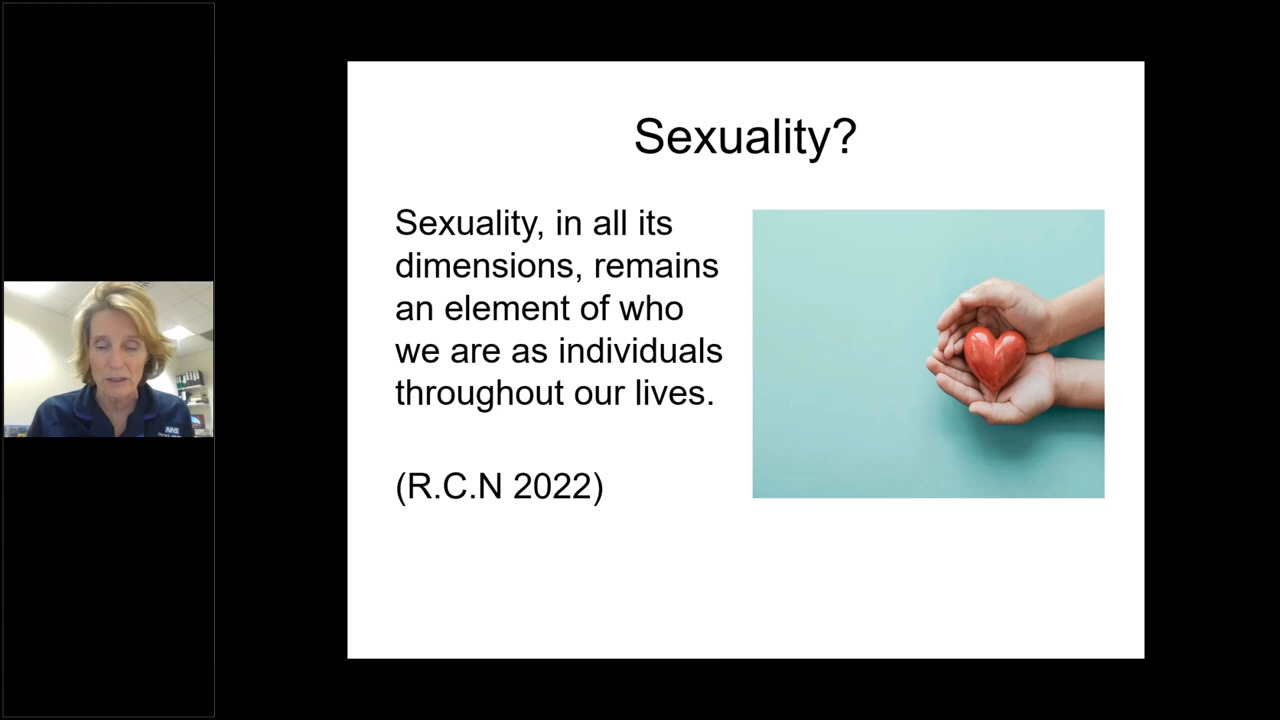 Sexuality?
Sexuality, in all its
dimensions, remains
an element of who
we are as individuals
throughout our lives.
(R.C.N 2022)
NHS